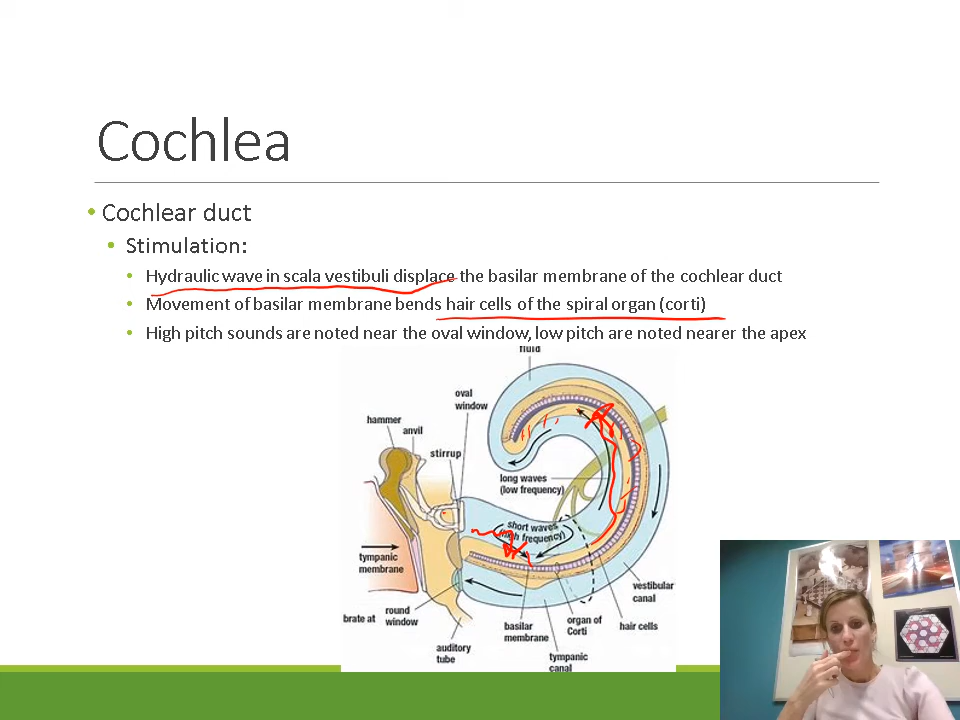 Cochlea
Cochlear duct
Stimulation:
Hydraulic wave in scala vestibuli displace the basilar membrane of the cochlear duct
Movement of basilar membrane bends hair cells of the spiral organ (corti)
High pitch sounds are noted near the oval window, low pitch are noted nearer the apex
fluid
oval
window
hammer
anvil
stirrup
long waves
(low frequency)
short waves
(high frequency)
tympanic
membrane
vestibular
canal
brate at
round
window
organ of
Corti
hair cells
basilar
membrane
auditory
tube
tympanic
canal